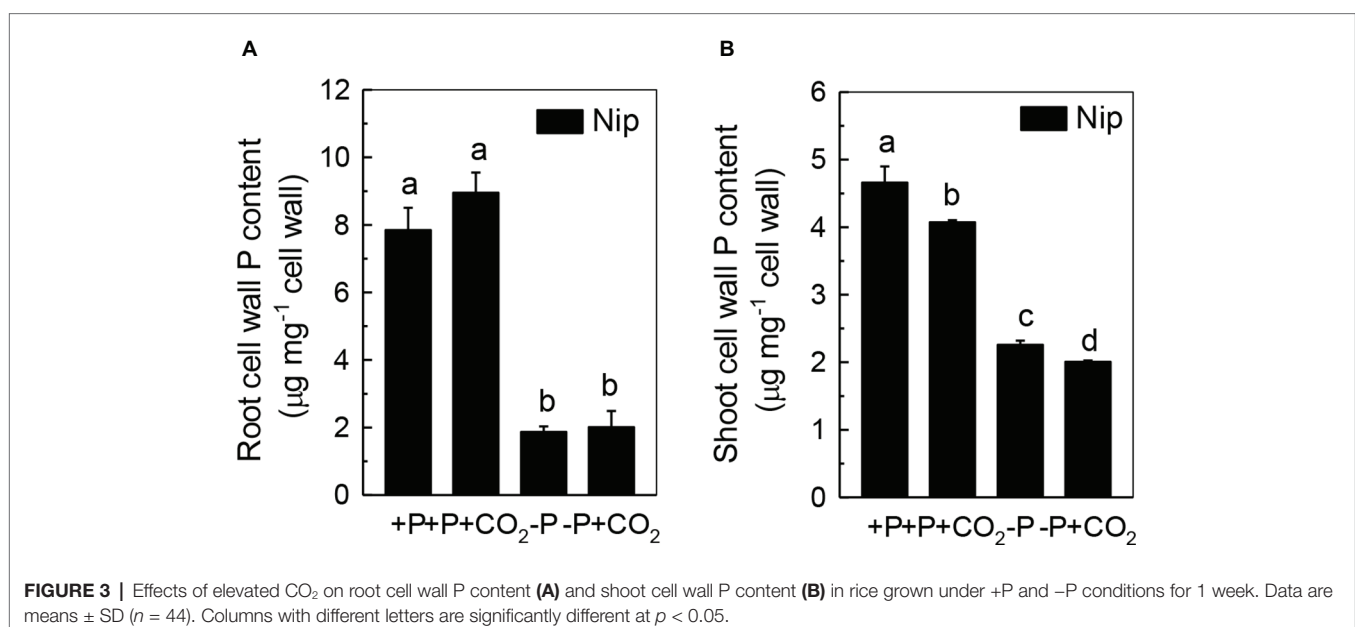 A
Root cell wall P content
(µg mg⁻¹ cell wall)
12
10
8
6
4
2
0
Nip
a
a
b
b
+P+P+CO₂-P -P+CO₂
B
Shoot cell wall P content
(µg mg⁻¹ cell wall)
6
5
4
3
2
1
0
Nip
a
b
c
d
+P+P+CO₂-P -P+CO₂
FIGURE 3 | Effects of elevated CO₂ on root cell wall P content (A) and shoot cell wall P content (B) in rice grown under +P and −P conditions for 1 week. Data are
means ± SD (n = 44). Columns with different letters are significantly different at p < 0.05.